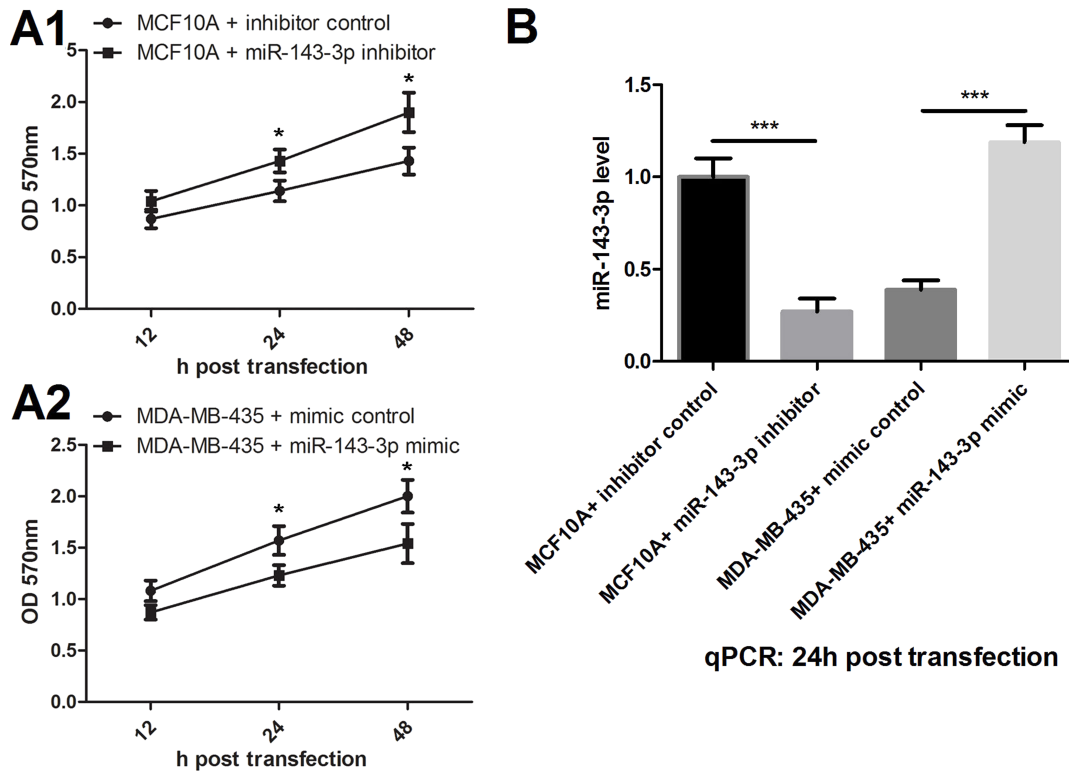 A1
MCF10A + inhibitor control
MCF10A + miR-143-3p inhibitor
5
2.0
1.5
1.0
0.5
0.0
OD 570nm
*
*
12
24
48
h post transfection
A2
MDA-MB-435 + mimic control
MDA-MB-435 + miR-143-3p mimic
2.5
2.0
1.5
1.0
0.5
0.0
OD 570nm
*
*
12
24
48
h post transfection
B
1.5
1.0
0.5
0.0
miR-143-3p level
***
***
MCF10A+ inhibitor control
MCF10A+ miR-143-3p inhibitor
MDA-MB-435+ mimic control
MDA-MB-435+ miR-143-3p mimic
qPCR: 24h post transfection